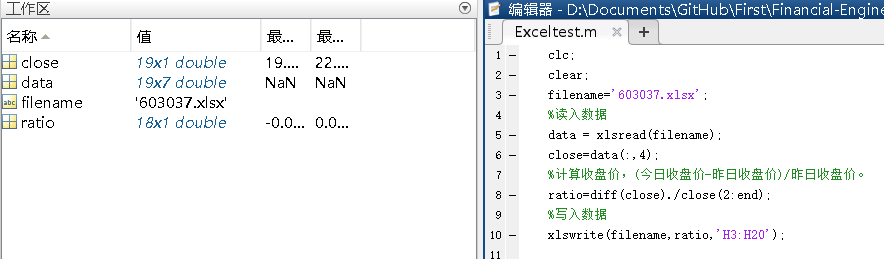 工作区
名称 值 最... 最...
close 19x1 double 19.... 22....
data 19x7 double NaN NaN
filename '603037.xlsx'
ratio 18x1 double -0.0... 0.0...
编辑器 - D:\Documents\GitHub\First\Financial-Engine
Exceltest.m
1 clc;
2 clear;
3 filename='603037.xlsx';
4 %读入数据
5 data = xlsread(filename);
6 close=data(:,4);
7 %计算收盘价，(今日收盘价-昨日收盘价)/昨日收盘价。
8 ratio=diff(close)./close(2:end);
9 %写入数据
10 xlswrite(filename,ratio,'H3:H20');
11